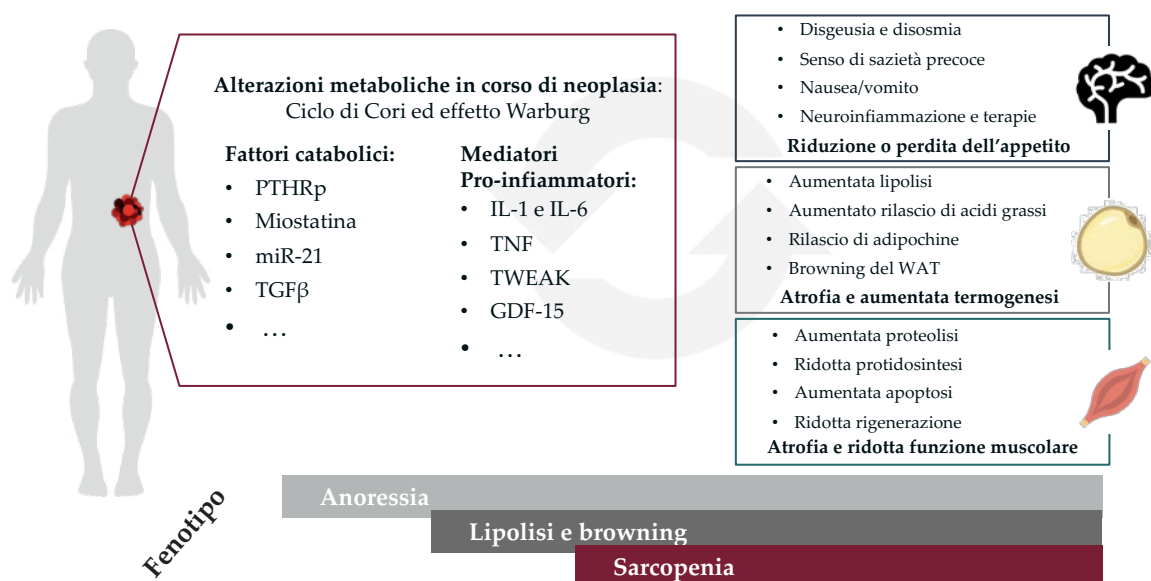 Alterazioni metaboliche in corso di neoplasia:
Ciclo di Cori ed effetto Warburg
Fattori catabolici:
• PTHRp
• Miostatina
• miR-21
• TGFβ
• …
Mediatori
Pro-infiammatori:
• IL-1 e IL-6
• TNF
• TWEAK
• GDF-15
• …
• Disgeusia e disosmia
• Senso di sazietà precoce
• Nausea/vomito
• Neuroinfiammazione e terapie
Riduzione o perdita dell’appetito
• Aumentata lipolisi
• Aumentato rilascio di acidi grassi
• Rilascio di adipochine
• Browning del WAT
Atrofia e aumentata termogenesi
• Aumentata proteolisi
• Ridotta protidosintesi
• Aumentata apoptosi
• Ridotta rigenerazione
Atrofia e ridotta funzione muscolare
Fenotipo
Anoressia
Lipolisi e browning
Sarcopenia